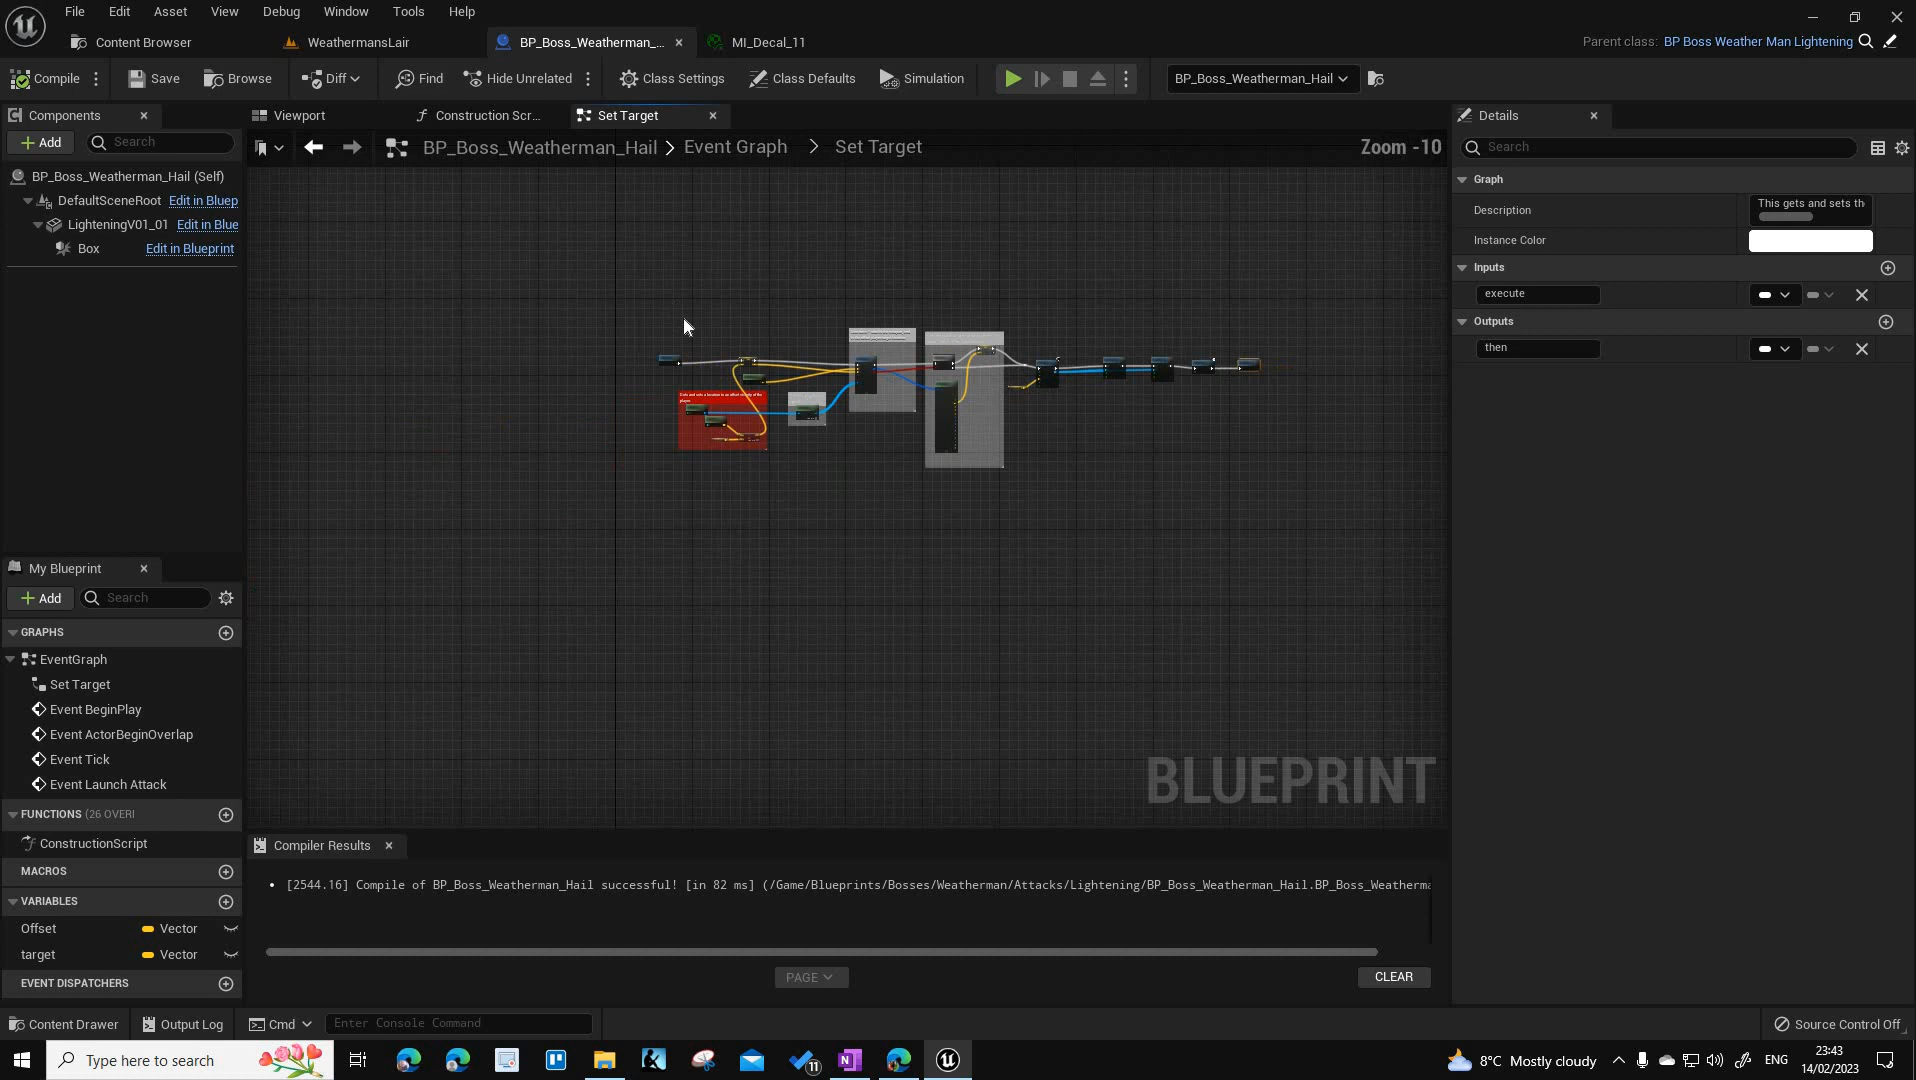 File Edit Asset View Debug Window Tools Help
Content Browser WeathermansLair BP_Boss_Weatherman_... MI_Decal_11 Parent class: BP Boss Weather Man Lightening
Compile Save Browse Diff Find Hide Unrelated Class Settings Class Defaults Simulation BP_Boss_Weatherman_Hail
Components Viewport Construction Scr... Set Target Details
Add Search BP_Boss_Weatherman_Hail Event Graph Set Target Zoom -10 Search
BP_Boss_Weatherman_Hail (Self) Graph
DefaultSceneRoot Edit in Bluep Description This gets and sets th
LighteningV01_01 Edit in Blue Instance Color
Box Edit in Blueprint Inputs
execute
Outputs
then
My Blueprint
Add Search
GRAPHS
EventGraph
Set Target
Event BeginPlay
Event ActorBeginOverlap
Event Tick
Event Launch Attack
BLUEPRINT
FUNCTIONS (26 OVERI
ConstructionScript Compiler Results
MACROS
[2544.16] Compile of BP_Boss_Weatherman_Hail successful! [in 82 ms] (/Game/Blueprints/Bosses/Weatherman/Attacks/Lightening/BP_Boss_Weatherman_Hail.BP_Boss_Weatherma
VARIABLES
Offset Vector
target Vector
EVENT DISPATCHERS PAGE CLEAR
Content Drawer Output Log Cmd Enter Console Command Source Control Off
Type here to search 11 8°C Mostly cloudy ENG 23:43
14/02/2023